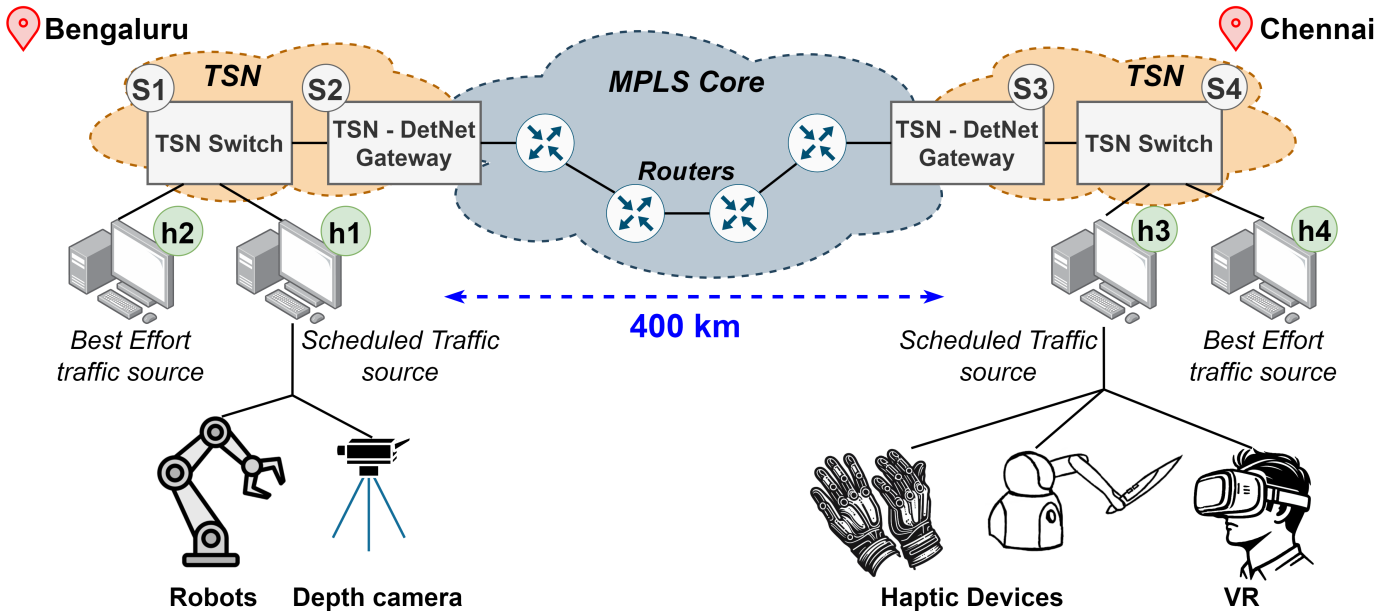 Bengaluru
Chennai
TSN
MPLS Core
TSN
S1
S2
S3
S4
TSN Switch
TSN - DetNet
Gateway
Routers
TSN - DetNet
Gateway
TSN Switch
h2
h1
h3
h4
400 km
Best Effort
traffic source
Scheduled Traffic
source
Scheduled Traffic
source
Best Effort
traffic source
Robots
Depth camera
Haptic Devices
VR